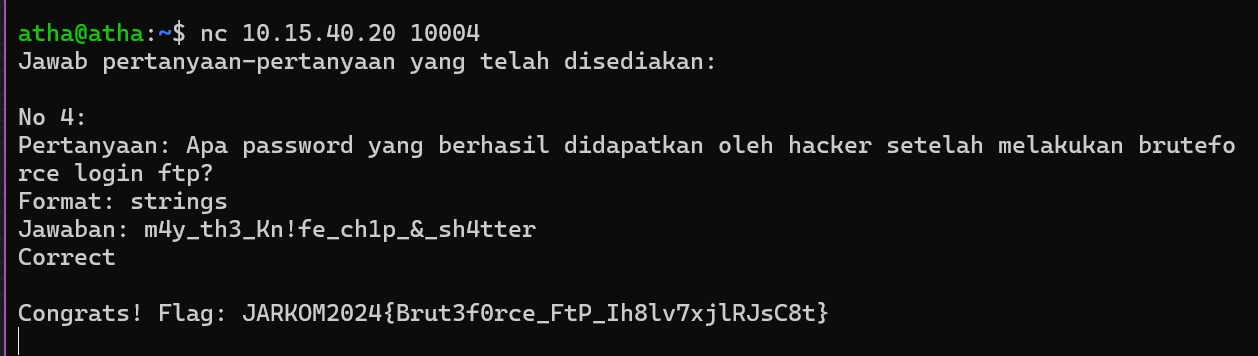 atha@atha:~$ nc 10.15.40.20 10004
Jawab pertanyaan-pertanyaan yang telah disediakan:
No 4:
Pertanyaan: Apa password yang berhasil didapatkan oleh hacker setelah melakukan brutefo
rce login ftp?
Format: strings
Jawaban: m4y_th3_Kn!fe_ch1p_&_sh4tter
Correct
Congrats! Flag: JARKOM2024{Brut3f0rce_FtP_Ih8lv7xjlRJsC8t}